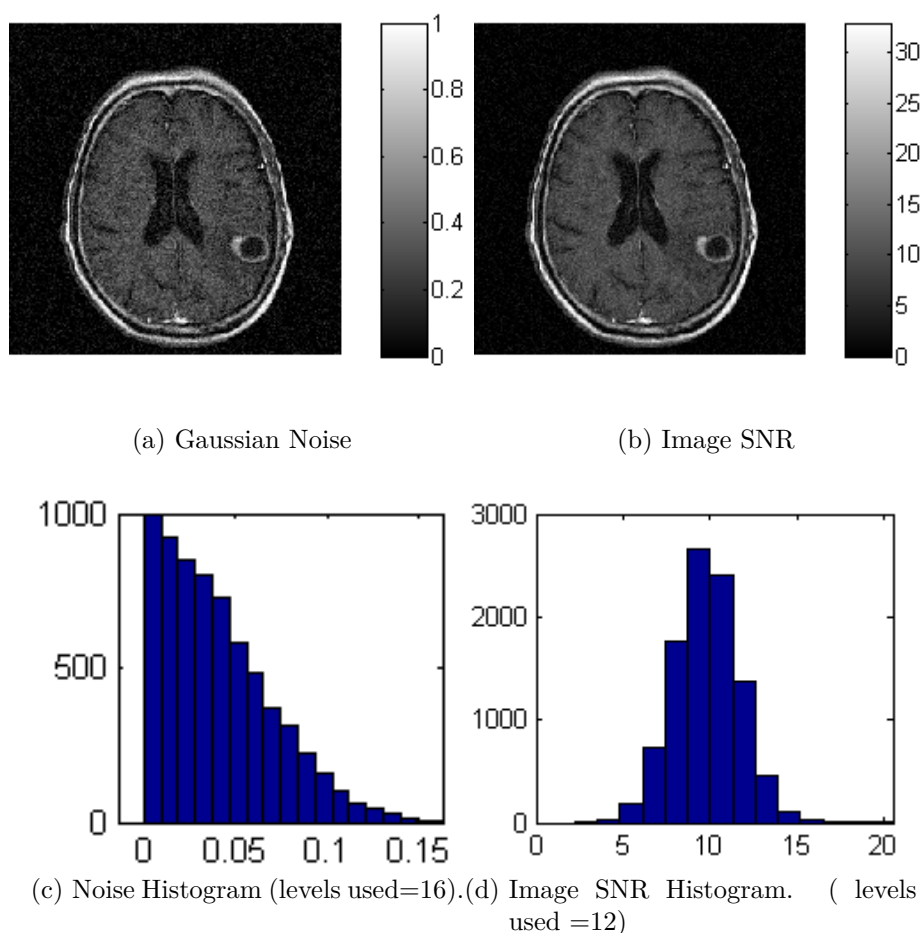 1
0.8
0.6
0.4
0.2
0
30
25
20
15
10
5
0
(a) Gaussian Noise
(b) Image SNR
1000
500
0
0 0.05 0.1 0.15
3000
2000
1000
0
0 5 10 15 20
(c) Noise Histogram (levels used=16).
(d) Image SNR Histogram. ( levels
used =12)